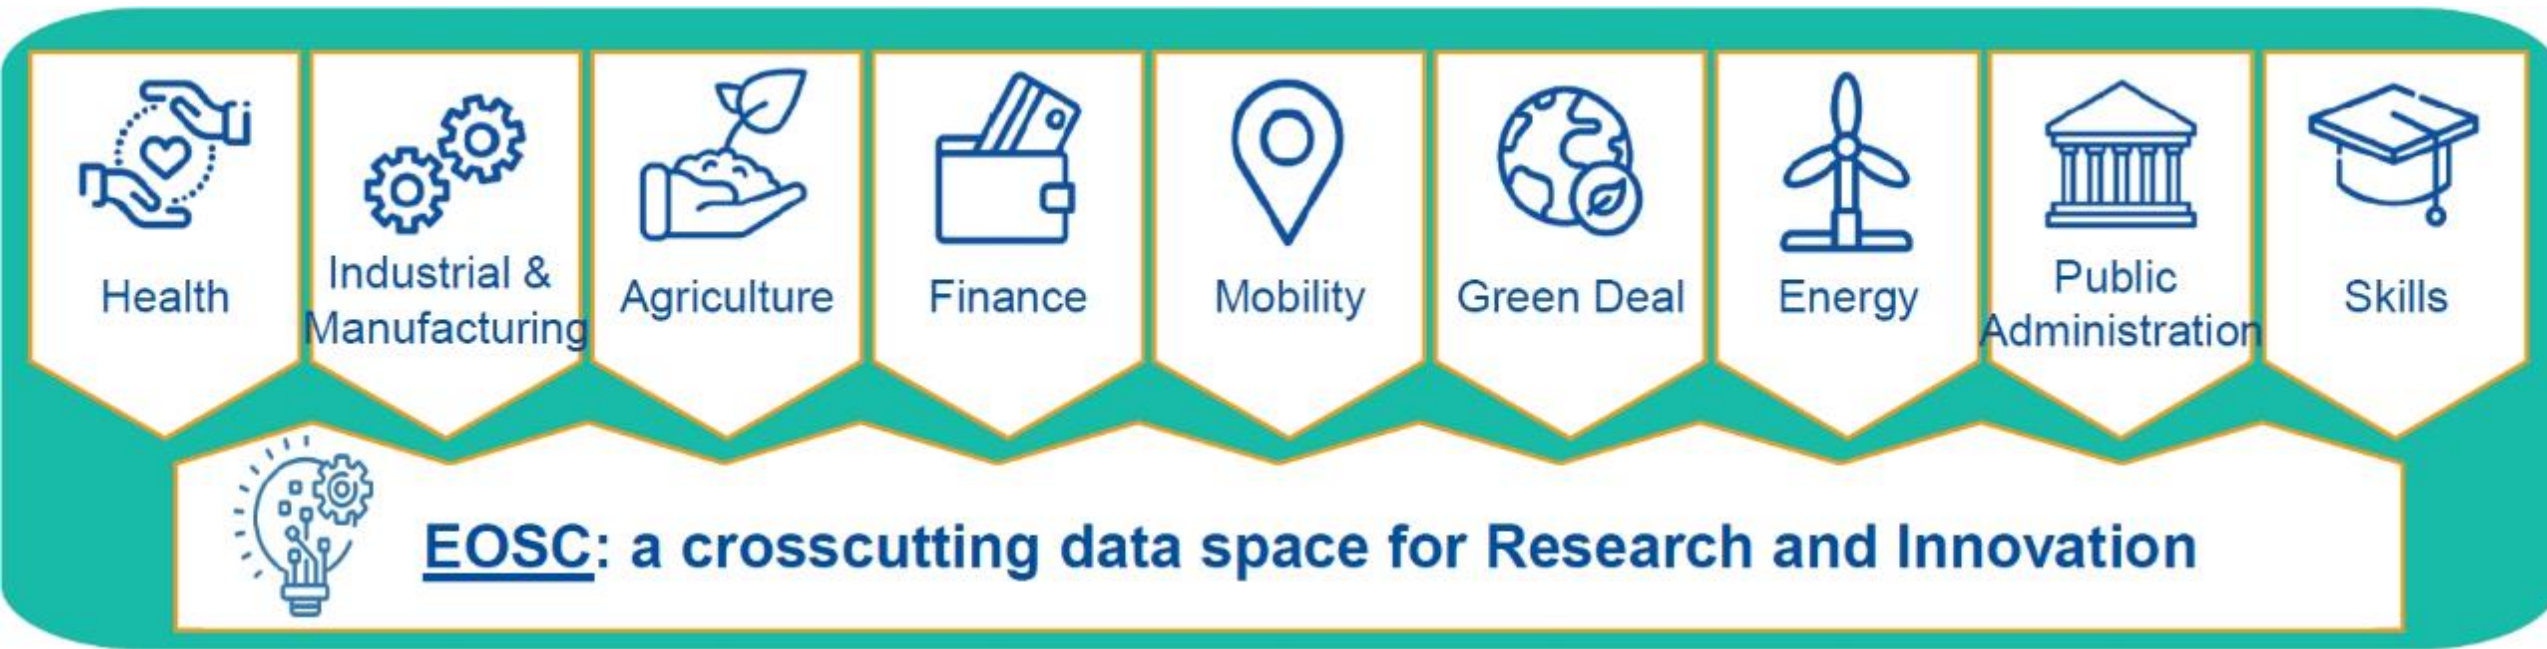 Health
Industrial &
Manufacturing
Agriculture
Finance
Mobility
Green Deal
Energy
Public
Administration
Skills
EOSC: a crosscutting data space for Research and Innovation